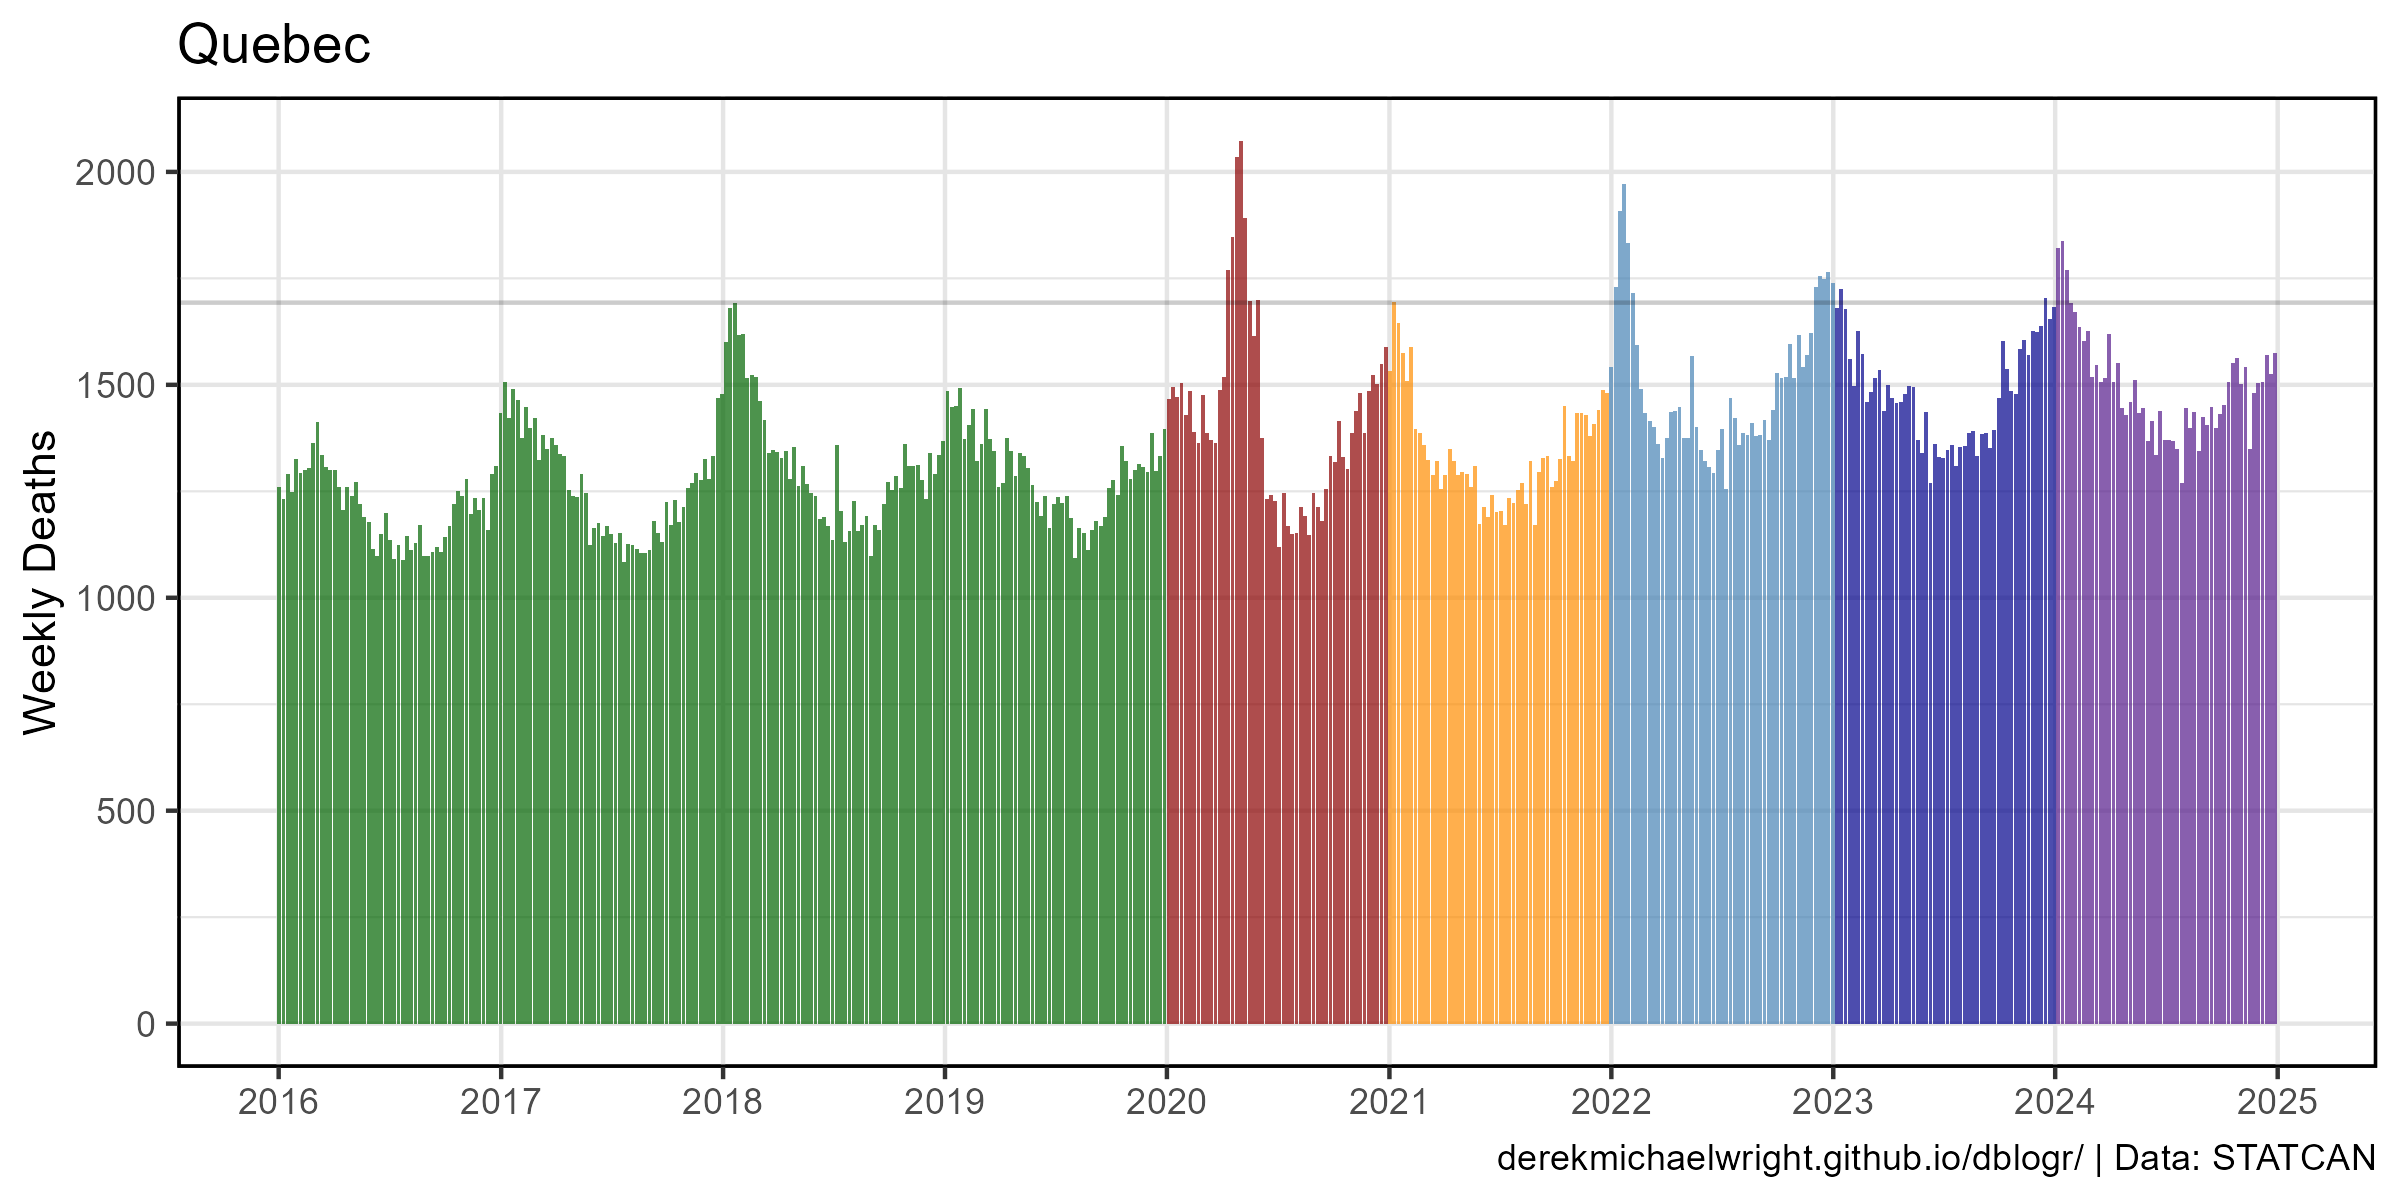 Quebec
Weekly Deaths
2000
1500
1000
500
0
2016 2017 2018 2019 2020 2021 2022 2023 2024 2025
derekmichaelwright.github.io/dblogr/ | Data: STATCAN